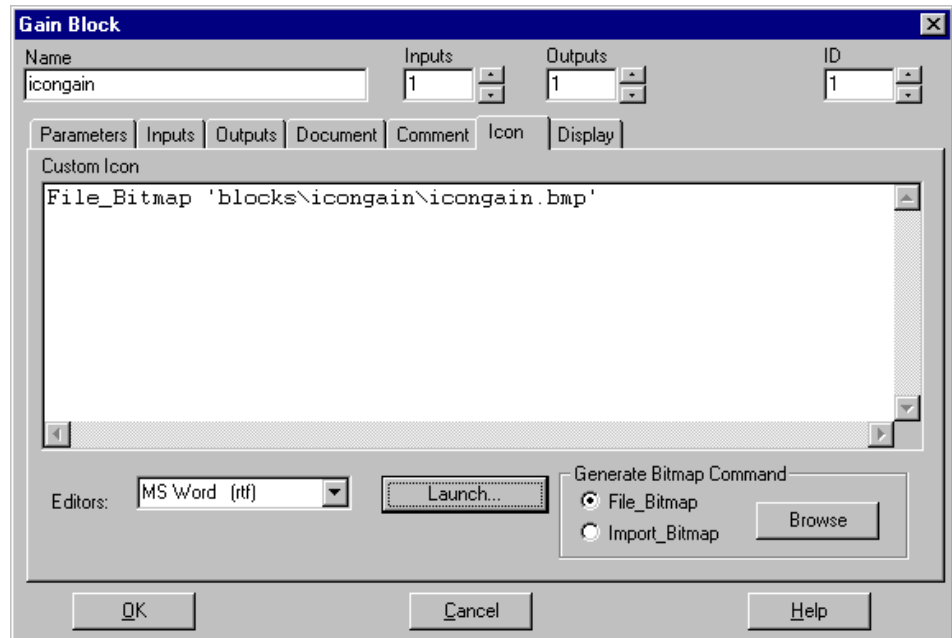 Gain Block
Name Inputs Outputs ID
icongain 1 1 1
Parameters Inputs Outputs Document Comment Icon Display
Custom Icon
File_Bitmap 'blocks\icongain\icongain.bmp'
Generate Bitmap Command
Editors: MS Word (rtf) Launch... File_Bitmap
Import_Bitmap Browse
OK Cancel Help